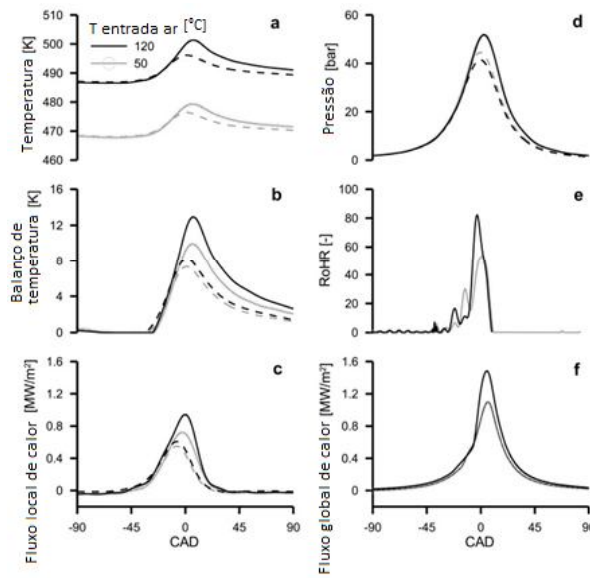 T entrada ar [°C]
120
50
a
Temperatura [K]
510
500
490
480
470
460
d
Pressão [bar]
60
40
20
0
b
Balanço de
temperatura [K]
16
12
8
4
0
e
RoHR [-]
100
80
60
40
20
0
c
Fluxo local de calor [MW/m²]
1.6
1.2
0.8
0.4
0
-90 -45 0 45 90
CAD
f
Fluxo global de calor [MW/m²]
1.6
1.2
0.8
0.4
0
-90 -45 0 45 90
CAD